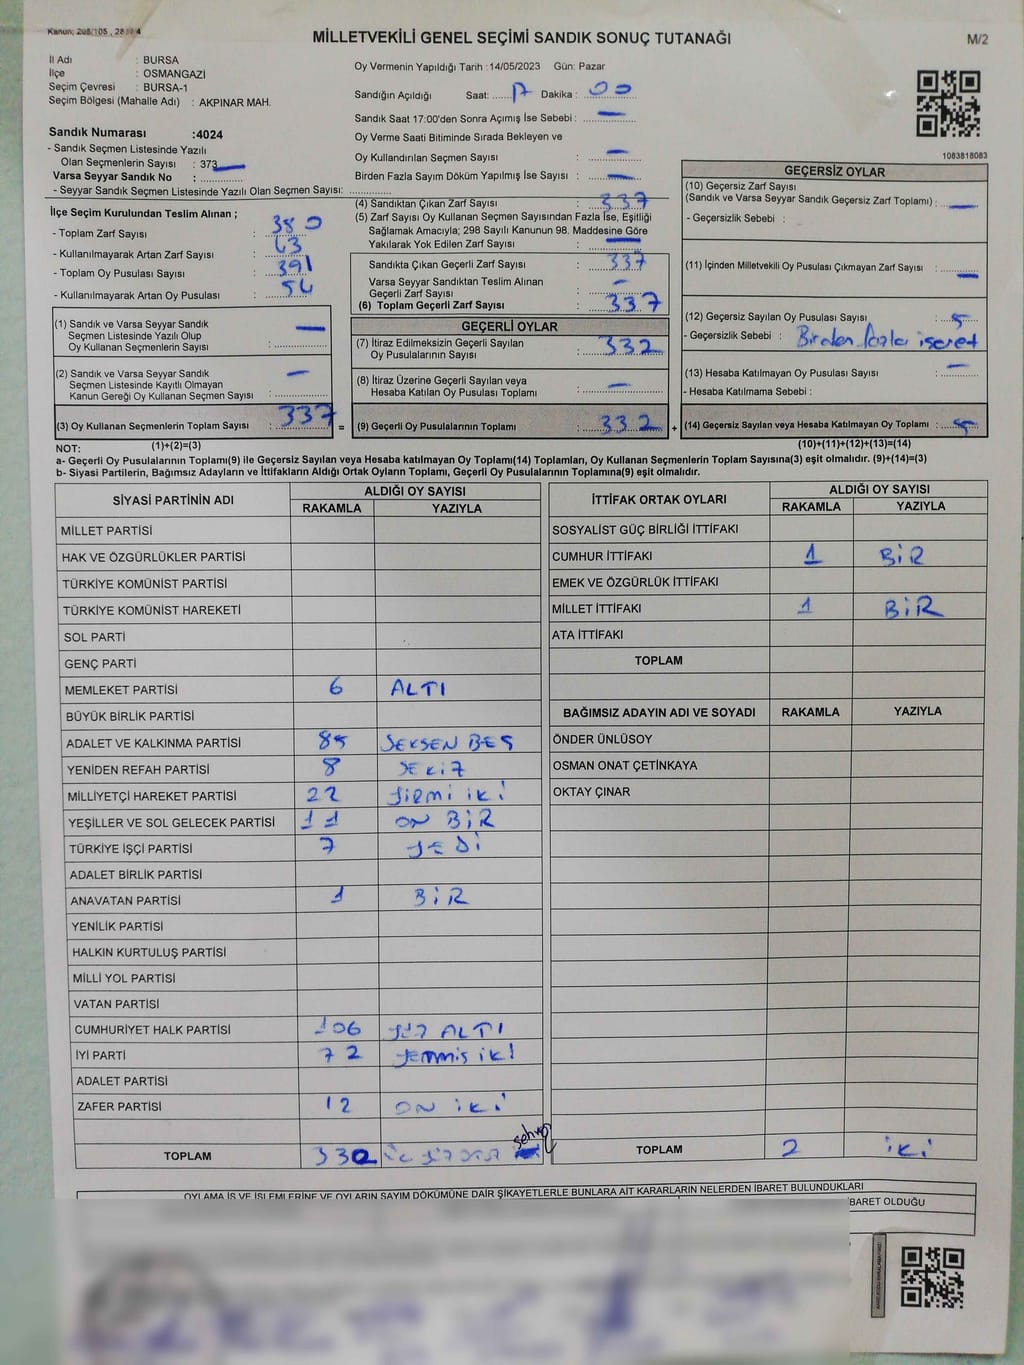 MİLLETVEKİLİ GENEL SEÇİMİ SANDIK SONUÇ TUTANAĞI
M/2
İl Adı : BURSA
İlçe : OSMANGAZİ
Seçim Çevresi : BURSA-1
Seçim Bölgesi (Mahalle Adı) : AKPINAR MAH.
Sandık Numarası :4024
- Sandık Seçmen Listesinde Yazılı
Olan Seçmenlerin Sayısı : 373
Varsa Seyyar Sandık No :
- Seyyar Sandık Seçmen Listesinde Yazılı Olan Seçmen Sayısı:
Oy Vermenin Yapıldığı Tarih :14/05/2023 Gün: Pazar
Sandığın Açıldığı Saat: 17 Dakika : 00
Sandık Saat 17:00'den Sonra Açımış İse Sebebi : —
Oy Verme Saati Bitiminde Sırada Bekleyen ve
Oy Kullandırılan Seçmen Sayısı : —
Birden Fazla Sayım Döküm Yapılmış İse Sayısı : —
1083818083
İlçe Seçim Kurulundan Teslim Alınan ;
- Toplam Zarf Sayısı : 380
- Kullanılmayarak Artan Zarf Sayısı : 43
- Toplam Oy Pusulası Sayısı : 391
- Kullanılmayarak Artan Oy Pusulası : 54
(4) Sandıktan Çıkan Zarf Sayısı : 337
(5) Zarf Sayısı Oy Kullanan Seçmen Sayısından Fazla İse, Eşitliği
Sağlamak Amacıyla; 298 Sayılı Kanunun 98. Maddesine Göre
Yakılarak Yok Edilen Zarf Sayısı : —
Sandıkta Çıkan Geçerli Zarf Sayısı : 337
Varsa Seyyar Sandıktan Teslim Alınan
Geçerli Zarf Sayısı : —
(6) Toplam Geçerli Zarf Sayısı : 337
GEÇERSİZ OYLAR
(10) Geçersiz Zarf Sayısı
(Sandık ve Varsa Seyyar Sandık Geçersiz Zarf Toplamı) : —
- Geçersizlik Sebebi :
(11) İçinden Milletvekili Oy Pusulası Çıkmayan Zarf Sayısı : —
(12) Geçersiz Sayılan Oy Pusulası Sayısı : 5
- Geçersizlik Sebebi : Birden fazla işaret
(13) Hesaba Katılmayan Oy Pusulası Sayısı : —
- Hesaba Katılmama Sebebi :
(14) Geçersiz Sayılan veya Hesaba Katılmayan Oy Toplamı : 5
(1) Sandık ve Varsa Seyyar Sandık
Seçmen Listesinde Yazılı Olup
Oy Kullanan Seçmenlerin Sayısı : —
(2) Sandık ve Varsa Seyyar Sandık
Seçmen Listesinde Kayıtlı Olmayan
Kanun Gereği Oy Kullanan Seçmen Sayısı : —
(3) Oy Kullanan Seçmenlerin Toplam Sayısı : 337 =
GEÇERLİ OYLAR
(7) İtiraz Edilmeksizin Geçerli Sayılan
Oy Pusulalarının Sayısı : 332
(8) İtiraz Üzerine Geçerli Sayılan veya
Hesaba Katılan Oy Pusulası Toplamı : —
(9) Geçerli Oy Pusulalarının Toplamı : 332 +
NOT: (1)+(2)=(3) (10)+(11)+(12)+(13)=(14)
a- Geçerli Oy Pusulalarının Toplamı(9) ile Geçersiz Sayılan veya Hesaba katılmayan Oy Toplamı(14) Toplamları, Oy Kullanan Seçmenlerin Toplam Sayısına(3) eşit olmalıdır. (9)+(14)=(3)
b- Siyasi Partilerin, Bağımsız Adayların ve İttifakların Aldığı Ortak Oyların Toplamı, Geçerli Oy Pusulalarının Toplamına(9) eşit olmalıdır.
SİYASİ PARTİNİN ADI ALDIĞI OY SAYISI
RAKAMLA YAZIYLA
MİLLET PARTİSİ
HAK VE ÖZGÜRLÜKLER PARTİSİ
TÜRKİYE KOMÜNİST PARTİSİ
TÜRKİYE KOMÜNİST HAREKETİ
SOL PARTİ
GENÇ PARTİ
MEMLEKET PARTİSİ 6 ALTI
BÜYÜK BİRLİK PARTİSİ
ADALET VE KALKINMA PARTİSİ 85 SEKSEN BEŞ
YENİDEN REFAH PARTİSİ 8 SEKİZ
MİLLİYETÇİ HAREKET PARTİSİ 22 Yirmi iki
YEŞİLLER VE SOL GELECEK PARTİSİ 11 ON BİR
TÜRKİYE İŞÇİ PARTİSİ 7 YEDİ
ADALET BİRLİK PARTİSİ
ANAVATAN PARTİSİ 1 BİR
YENİLİK PARTİSİ
HALKIN KURTULUŞ PARTİSİ
MİLLİ YOL PARTİSİ
VATAN PARTİSİ
CUMHURİYET HALK PARTİSİ 106 YÜZ ALTI
İYİ PARTİ 72 Yetmiş iki
ADALET PARTİSİ
ZAFER PARTİSİ 12 ON iKi
TOPLAM 330
İTTİFAK ORTAK OYLARI ALDIĞI OY SAYISI
RAKAMLA YAZIYLA
SOSYALİST GÜÇ BİRLİĞİ İTTİFAKI
CUMHUR İTTİFAKI 1 BİR
EMEK VE ÖZGÜRLÜK İTTİFAKI
MİLLET İTTİFAKI 1 BİR
ATA İTTİFAKI
TOPLAM
BAĞIMSIZ ADAYIN ADI VE SOYADI RAKAMLA YAZIYLA
ÖNDER ÜNLÜSOY
OSMAN ONAT ÇETİNKAYA
OKTAY ÇINAR
TOPLAM 2 iki
OYLAMA İŞ VE İŞLEMLERİNE VE OYLARIN SAYIM DÖKÜMÜNE DAİR ŞİKAYETLERLE BUNLARA AİT KARARLARIN NELERDEN İBARET BULUNDUKLARI
İBARET OLDUĞU